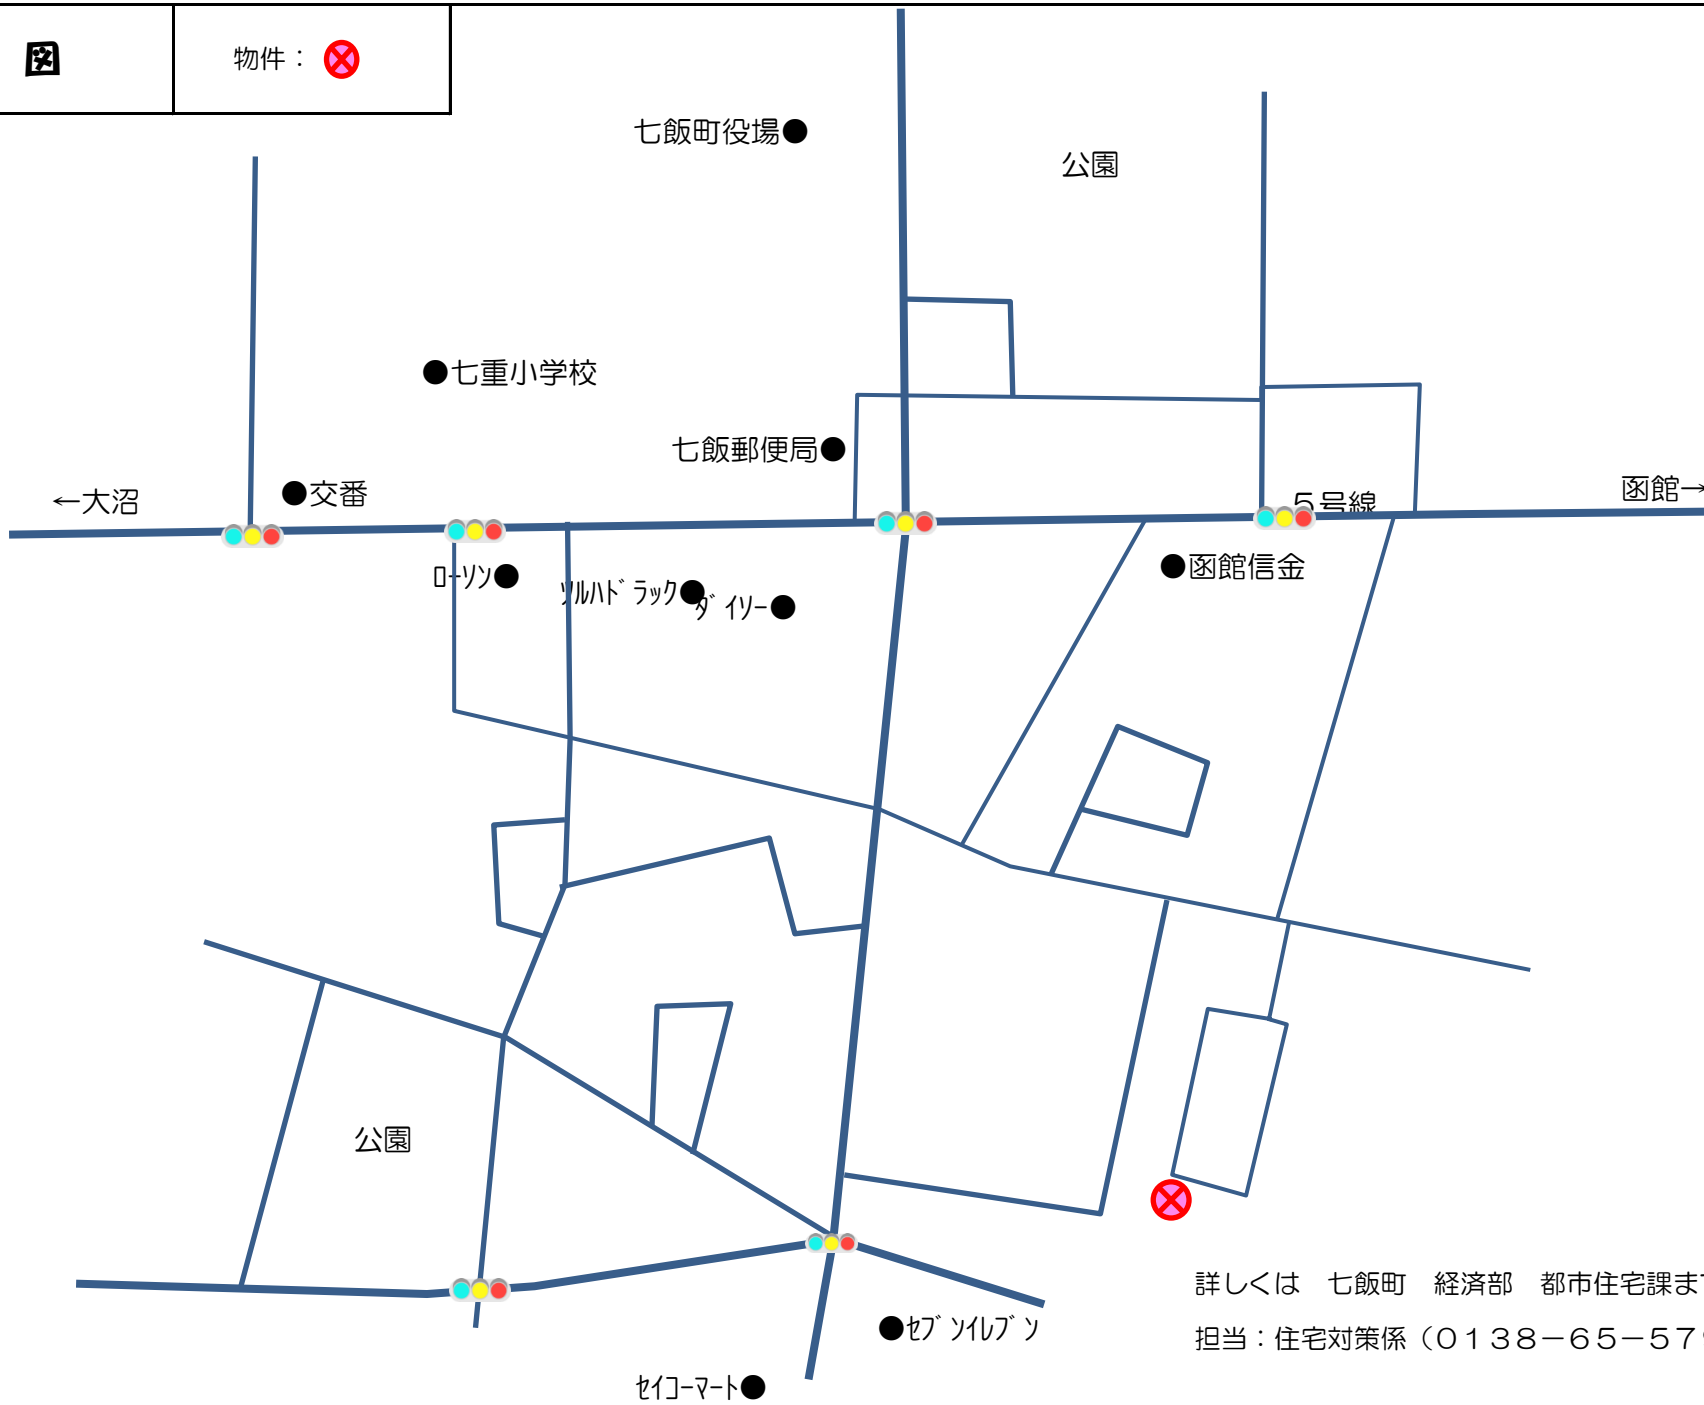 図
物件：
七飯町役場●
公園
●七重小学校
七飯郵便局●
←大沼
●交番
５号線
函館→
ﾛｰｿﾝ●
ﾂﾙﾊﾄﾞﾗｯｸ●
ﾀﾞｲｿｰ●
●函館信金
公園
●ｾﾌﾞﾝｲﾚﾌﾞﾝ
ｾｲｺｰﾏｰﾄ●
詳しくは　七飯町　経済部　都市住宅課ま
担当：住宅対策係（０１３８－６５－５７